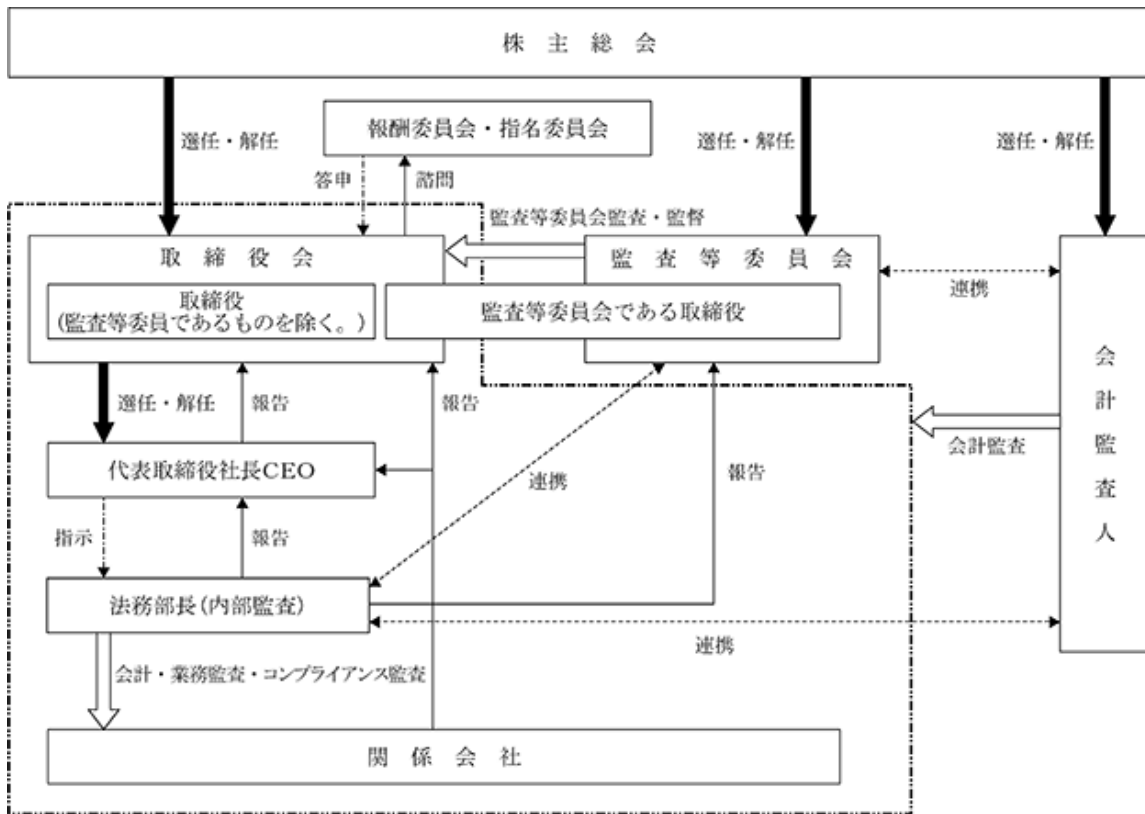 株主総会
選任・解任
選任・解任
選任・解任
報酬委員会・指名委員会
答申
諮問
監査等委員会監査・監督
取締役会
監査等委員会
取締役
(監査等委員であるものを除く。)
監査等委員会である取締役
連携
会計監査人
選任・解任
報告
報告
会計監査
代表取締役社長CEO
連携
報告
指示
報告
法務部長(内部監査)
連携
会計・業務監査・コンプライアンス監査
関係会社